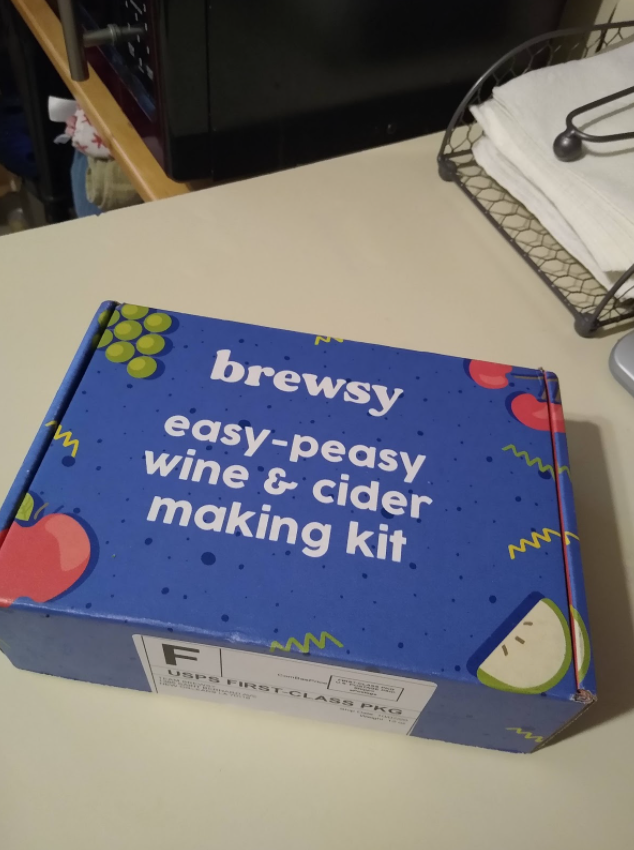 brewsy
easy-peasy
wine & cider
making kit
F
USPS FIRST-CLASS PKG